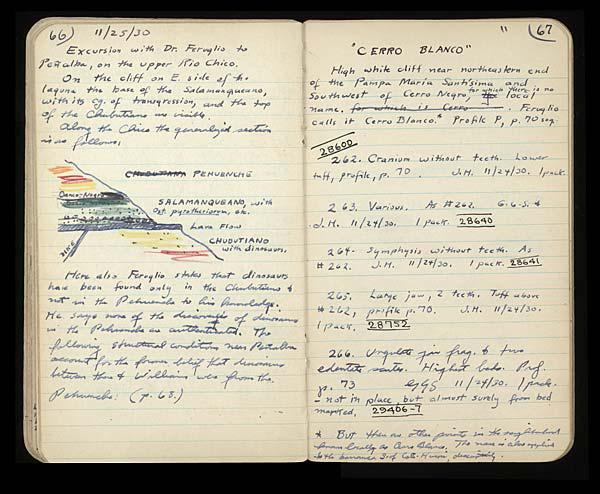 66) 11/25/30
Excursion with Dr. Feruglio to
Petralba, on the upper Rio Chico.
On the cliff on E. side of the
laguna the base of the Salamanqueano,
with its cg. of transgression, and the top
of the Chubutiano are visible.
Along the Chico the generalized section
is as follows:
CHUBUTIANO PEHUENCHE
Banco Negro
SALAMANQUEANO, with
Ost. pyrotheriorum, etc.
LAVA FLOW
DIKE
CHUBUTIANO
with dinosaurs.
Here also Feruglio states that dinosaurs
have been found only in the Chubutiano &
not in the Pehuenche to his knowledge.
He says none of the discoveries of dinosaurs
in the Pehuenche are authenticated. The
following structural conditions near Petralba
account for the former belief that dinosaurs
between there & Williams was from the
Pehuenche: (p. 68.)
" 67
"CERRO BLANCO"
High white cliff near northeastern end
of the Pampa Maria Santisima and
Southwest of Cerro Negro, for which there is no local
name. for which is Cerro Feruglio
calls it Cerro Blanco.* Profile P, p. 70 seq.
28600
262. Cranium without teeth. Lower
tuff, profile, p. 70. J.H. 11/24/30. 1 pack.
263. Various. As #262. G.G.S. &
J.H. 11/24/30. 1 pack. 28640
264. Symphysis without teeth. As
#262. J.H. 11/24/30. 1 pack. 28641
265. Large jaw, 2 teeth. Tuff above
#262, profile p. 70. J.H. 11/24/30.
1 pack. 28752
266. Ungulate jaw frag. & two
edentate scutes. Highest beds. Prof.
p. 73 GGS 11/24/30. 1 pack.
- not in place, but almost surely from bed
marked. 29406-7
* But there are other points in the neighborhood
known locally as Cerro Blanco. The name is also applied
to the barranca S of Col. Huapi,